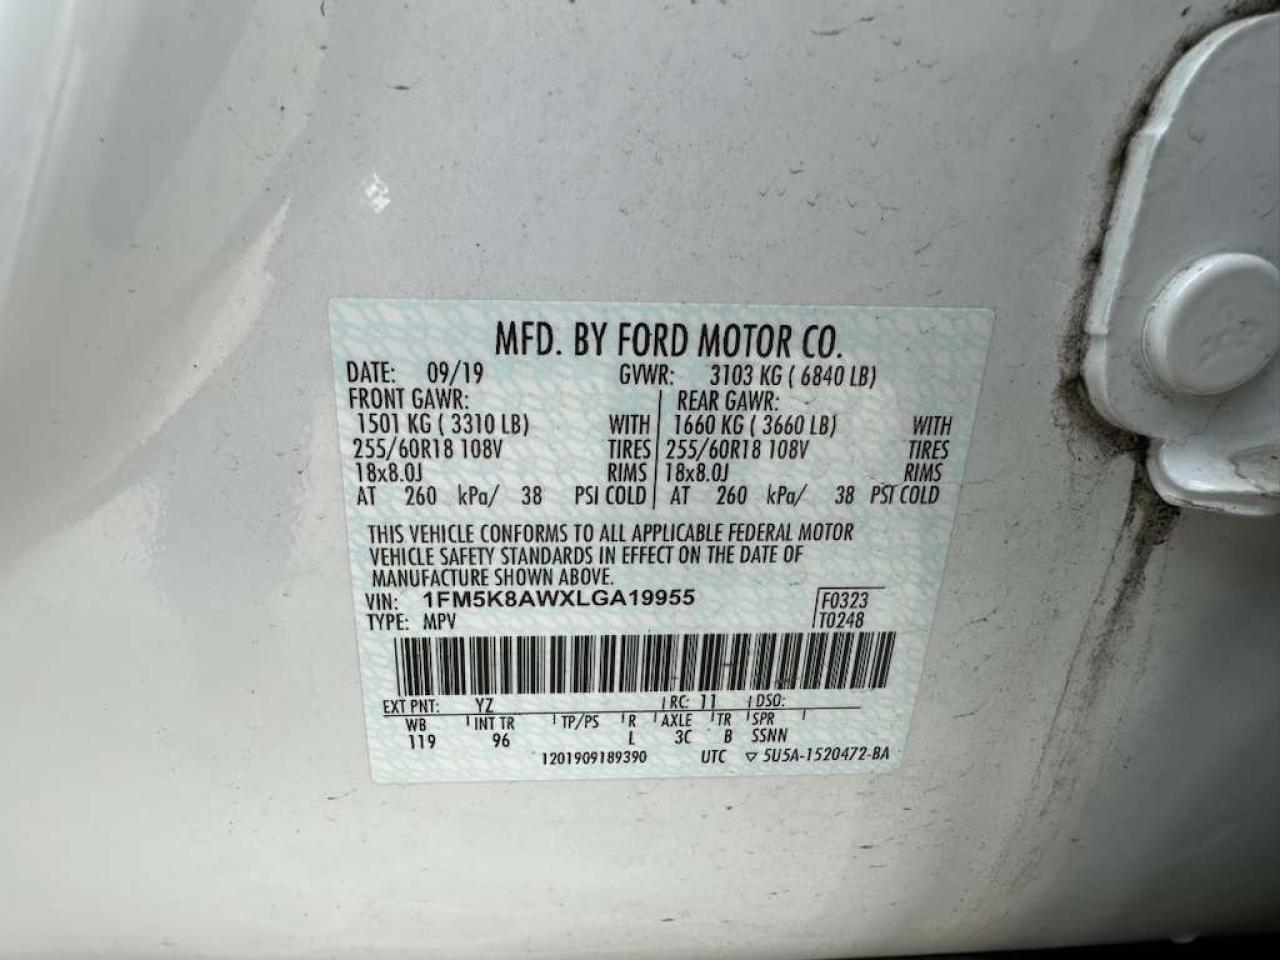 MFD. BY FORD MOTOR CO.
DATE: 09/19 GVWR: 3103 KG ( 6840 LB)
FRONT GAWR: REAR GAWR:
1501 KG ( 3310 LB) WITH 1660 KG ( 3660 LB) WITH
255/60R18 108V TIRES 255/60R18 108V TIRES
18x8.0J RIMS 18x8.0J RIMS
AT 260 kPa/ 38 PSI COLD AT 260 kPa/ 38 PSI COLD
THIS VEHICLE CONFORMS TO ALL APPLICABLE FEDERAL MOTOR
VEHICLE SAFETY STANDARDS IN EFFECT ON THE DATE OF
MANUFACTURE SHOWN ABOVE.
VIN: 1FM5K8AWXLGA19955 F0323
TYPE: MPV T0248
EXT PNT: YZ RC: 11 DSO:
WB INT TR TP/PS R AXLE TR SPR
119 96 L 3C B SSNN
1201909189390 UTC ▽ 5U5A-1520472-BA